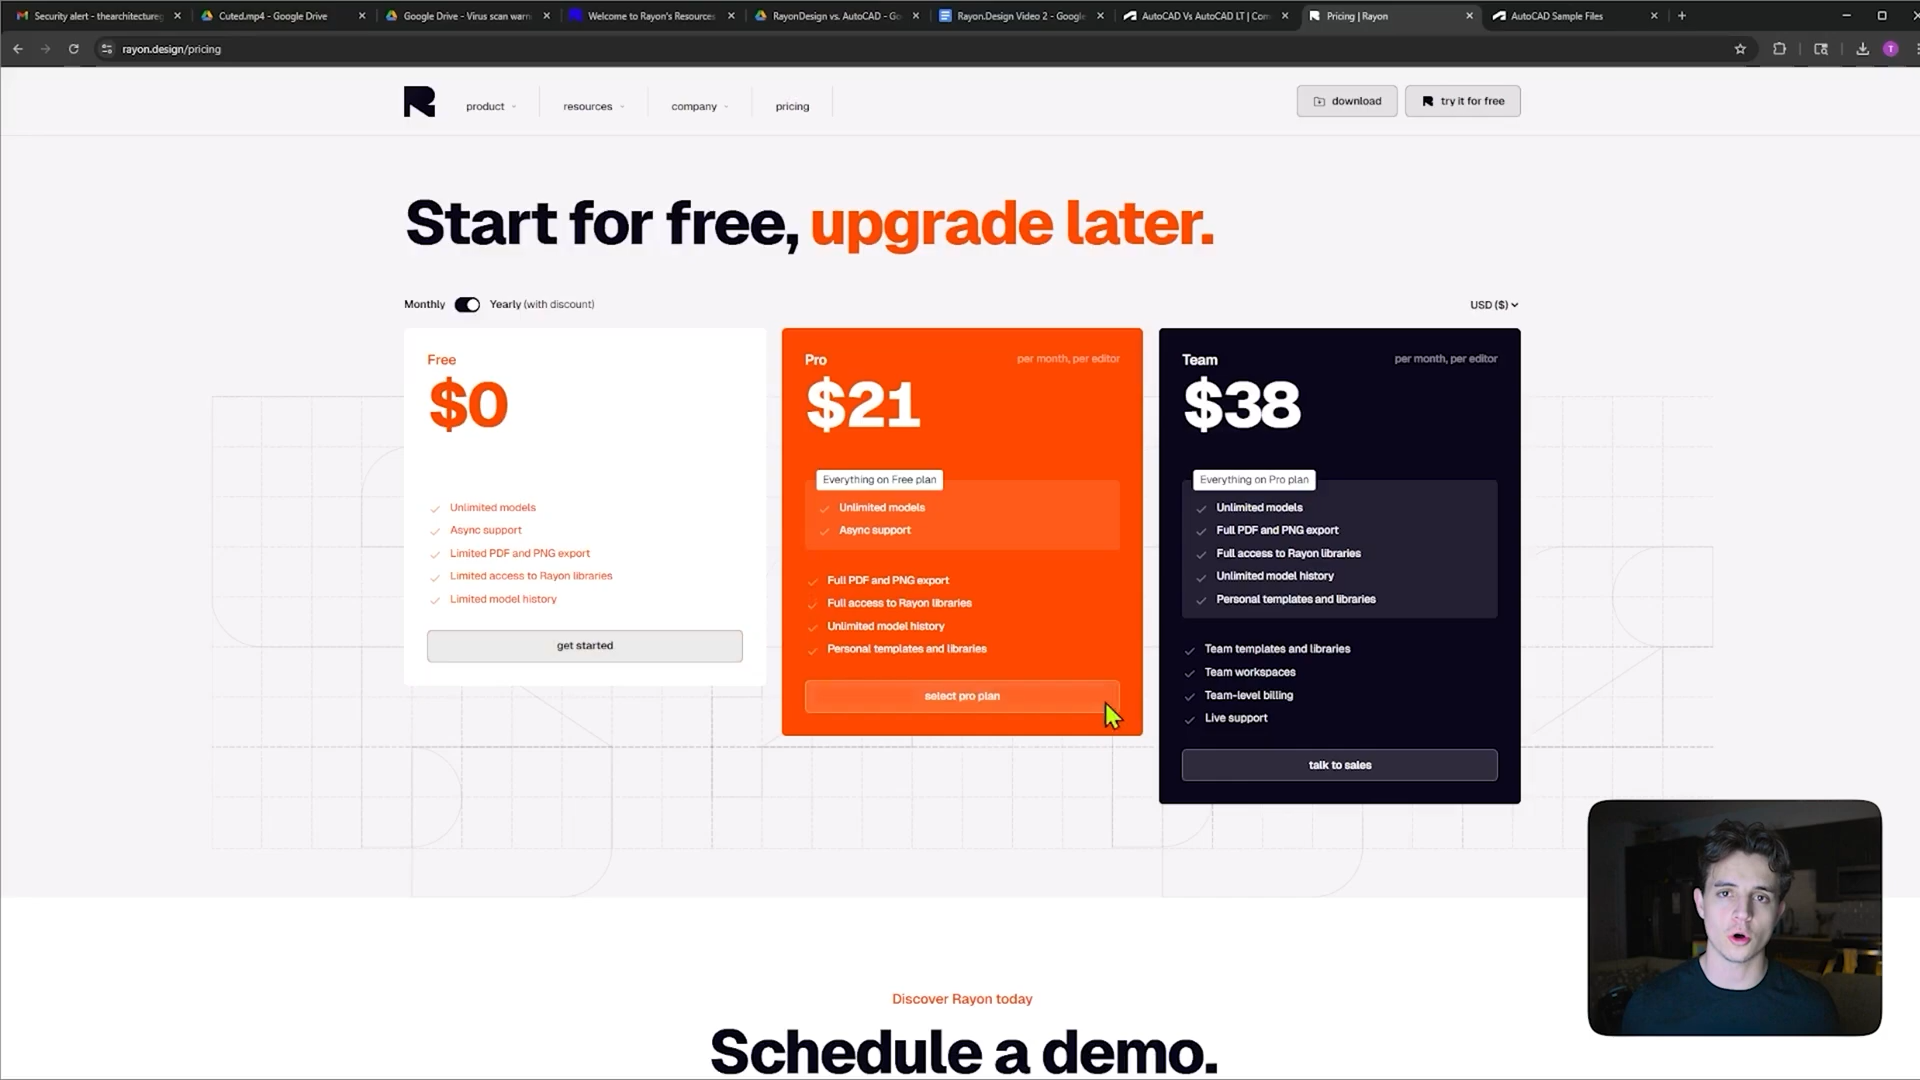 Security alert - thearchitectureg
Cuted.mp4 - Google Drive
Google Drive - Virus scan warn
Welcome to Rayon's Resources
RayonDesign vs. AutoCAD - Go
Rayon.Design Video 2 - Google
AutoCAD Vs AutoCAD LT | Com
Pricing | Rayon
AutoCAD Sample Files
rayon.design/pricing
T
product
resources
company
pricing
download
try it for free
Start for free, upgrade later.
Monthly
Yearly (with discount)
USD ($)
Free
$0
Unlimited models
Async support
Limited PDF and PNG export
Limited access to Rayon libraries
Limited model history
get started
Pro
per month, per editor
$21
Everything on Free plan
Unlimited models
Async support
Full PDF and PNG export
Full access to Rayon libraries
Unlimited model history
Personal templates and libraries
select pro plan
Team
per month, per editor
$38
Everything on Pro plan
Unlimited models
Full PDF and PNG export
Full access to Rayon libraries
Unlimited model history
Personal templates and libraries
Team templates and libraries
Team workspaces
Team-level billing
Live support
talk to sales
Discover Rayon today
Schedule a demo.